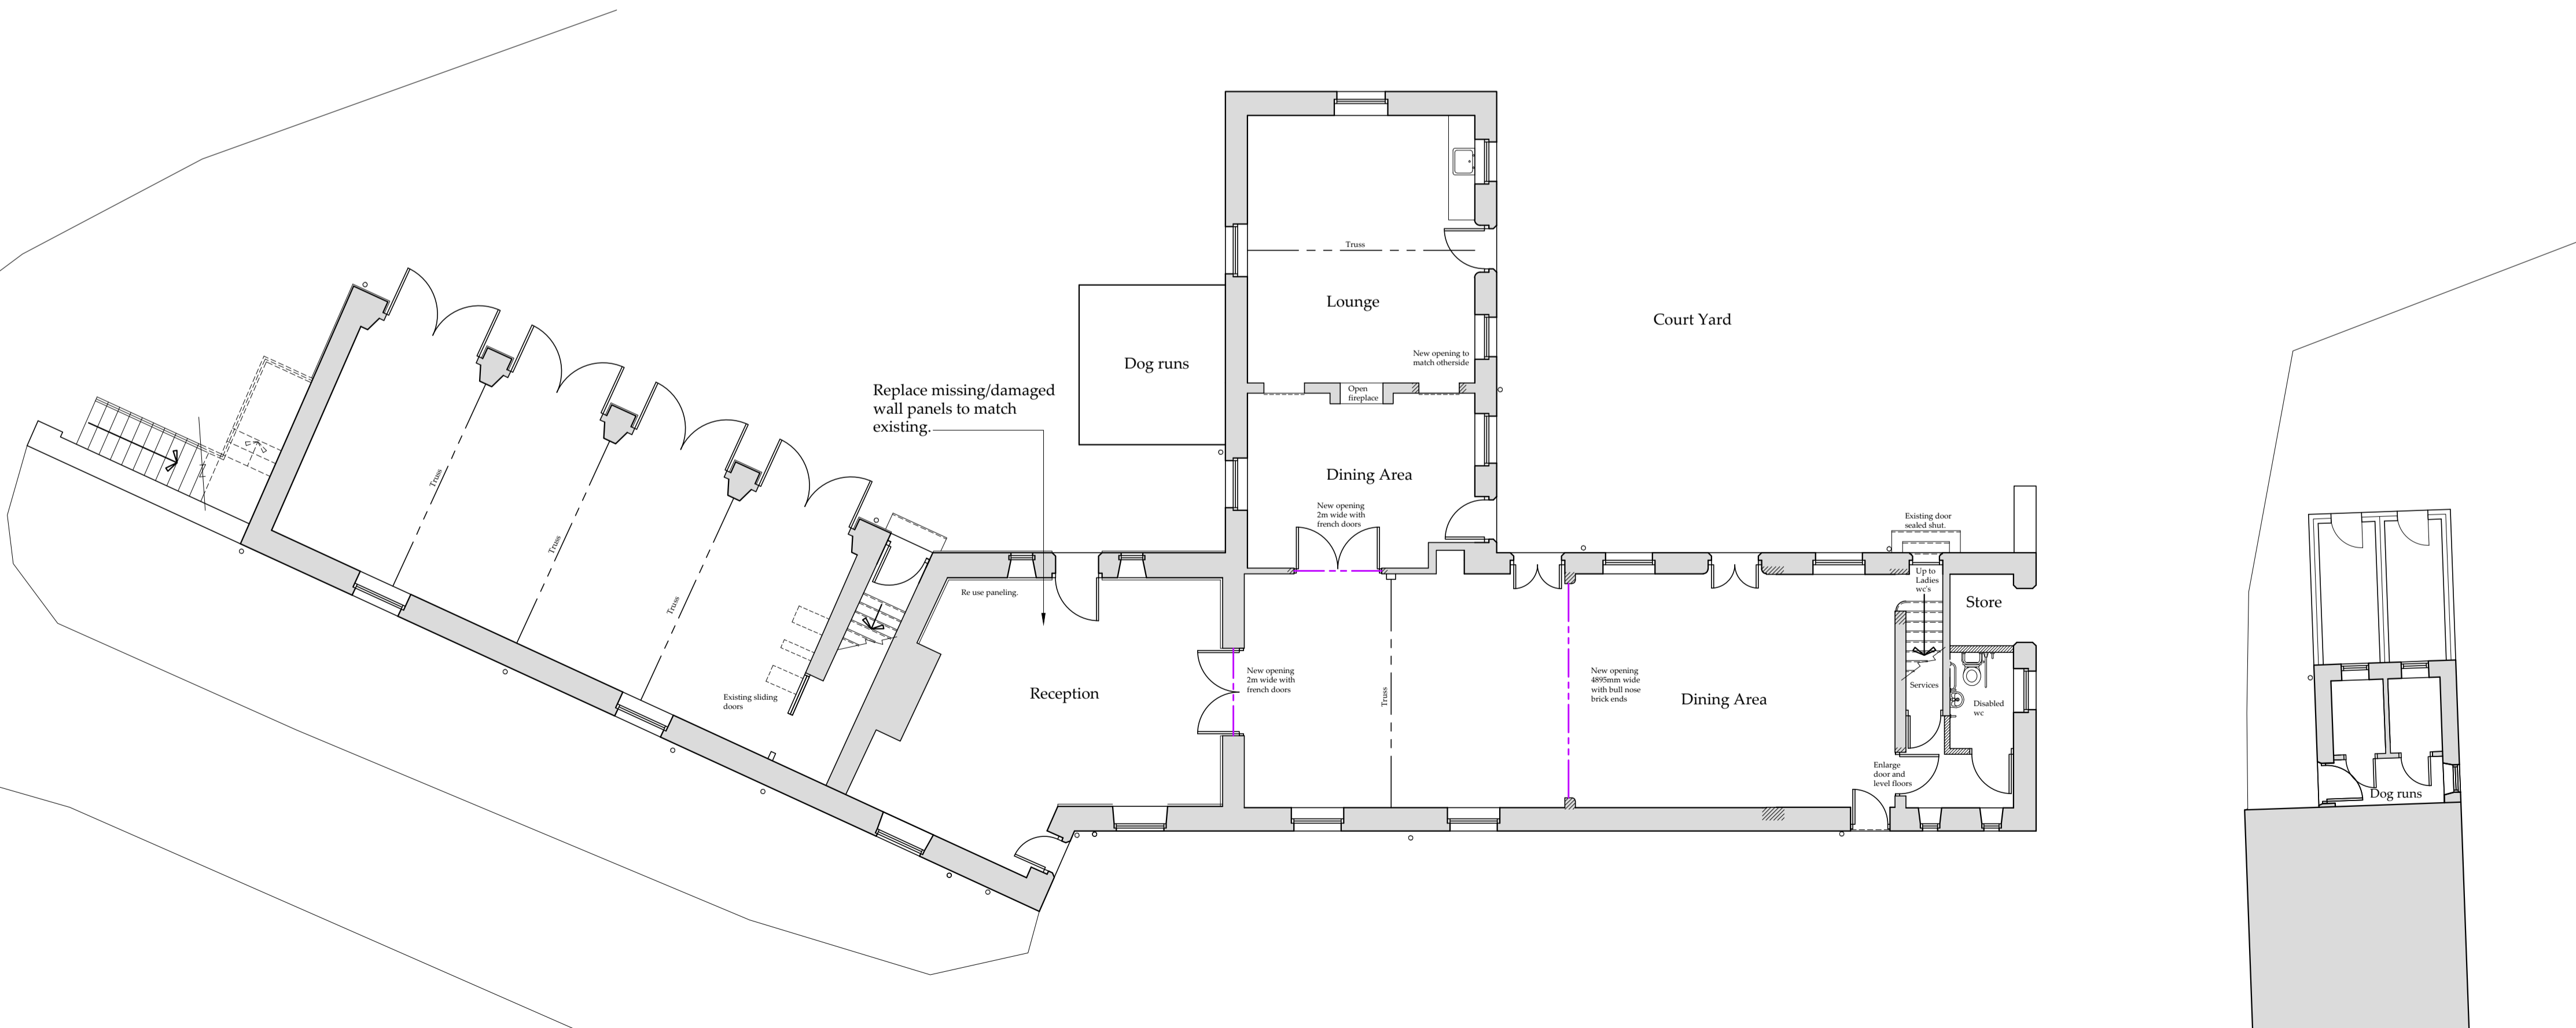 Truss
Lounge
Court Yard
New opening to
match otherside
Dog runs
Open
fireplace
Replace missing/damaged
wall panels to match
existing.
Dining Area
New opening
2m wide with
french doors
Existing door
sealed shut.
Truss
Truss
Truss
Re use paneling.
Up to
Ladies
wc's
Store
Existing sliding
doors
Reception
New opening
2m wide with
french doors
Truss
New opening
4895mm wide
with bull nose
brick ends
Dining Area
Services
Disabled
wc
Enlarge
door and
level floors
Dog runs